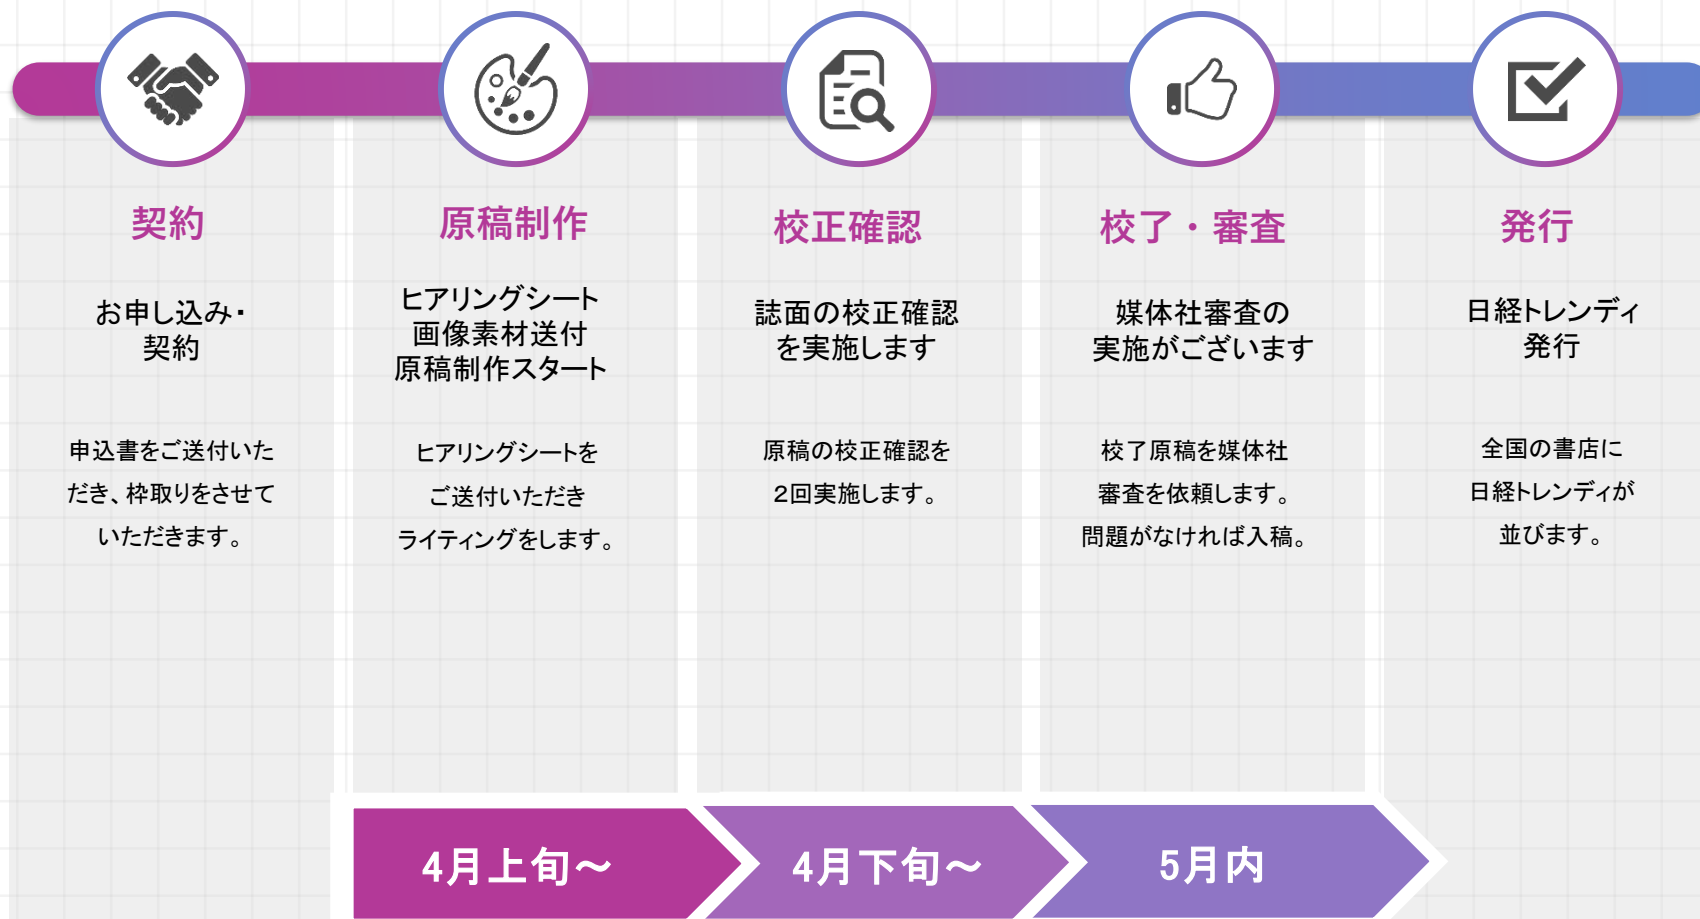 契約
お申し込み・
契約
申込書をご送付いた
だき、枠取りをさせて
いただきます。
原稿制作
ヒアリングシート
画像素材送付
原稿制作スタート
ヒアリングシートを
ご送付いただき
ライティングをします。
校正確認
誌面の校正確認
を実施します
原稿の校正確認を
2回実施します。
校了・審査
媒体社審査の
実施がございます
校了原稿を媒体社
審査を依頼します。
問題がなければ入稿。
発行
日経トレンディ
発行
全国の書店に
日経トレンディが
並びます。
4月上旬～
4月下旬～
5月内